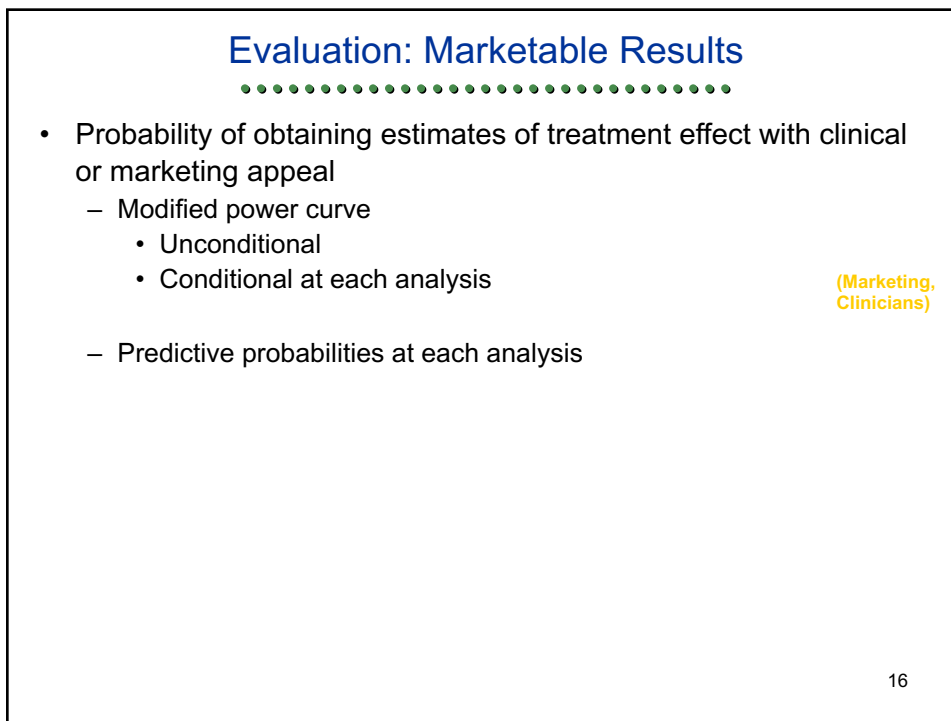 Evaluation: Marketable Results
• Probability of obtaining estimates of treatment effect with clinical
or marketing appeal
– Modified power curve
• Unconditional
• Conditional at each analysis
(Marketing,
Clinicians)
– Predictive probabilities at each analysis
16